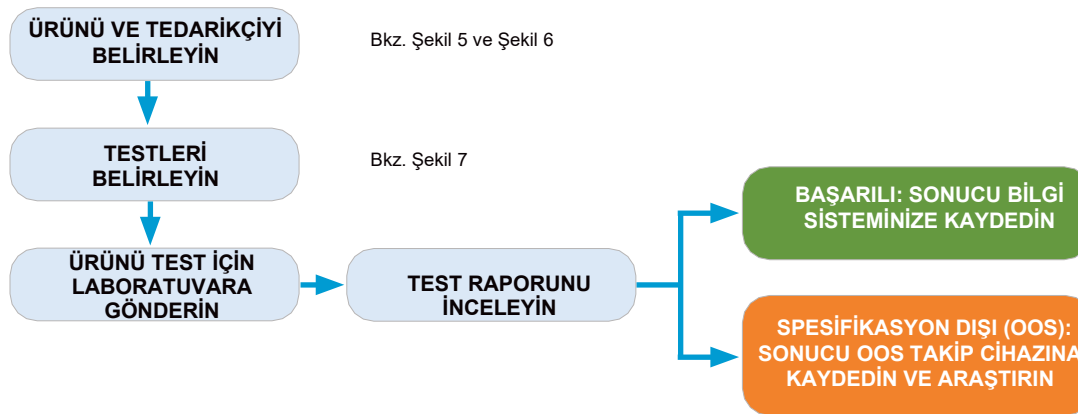 ÜRÜNÜ VE TEDARİKÇİYİ
BELİRLEYİN
Bkz. Şekil 5 ve Şekil 6
TESTLERİ
BELİRLEYİN
Bkz. Şekil 7
ÜRÜNÜ TEST İÇİN
LABORATUVARA
GÖNDERİN
TEST RAPORUNU
İNCELEYİN
BAŞARILI: SONUCU BİLGİ
SİSTEMİNİZE KAYDEDİN
SPESİFİKASYON DIŞI (OOS):
SONUCU OOS TAKİP CİHAZINA
KAYDEDİN VE ARAŞTIRIN